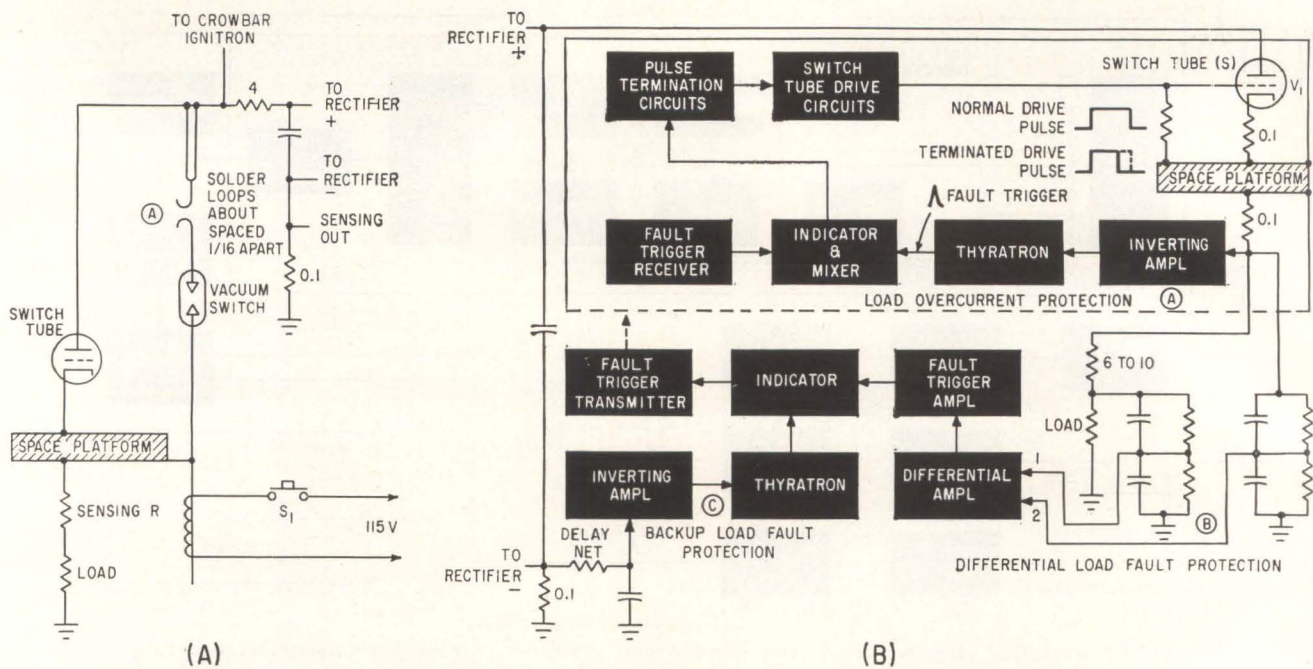 TO CROWBAR
IGNITRON
4
TO
RECTIFIER
+
TO
RECTIFIER
−
SOLDER
LOOPS
ABOUT
SPACED
1/16 APART
A
SENSING
OUT
0.1
VACUUM
SWITCH
SWITCH
TUBE
SPACE PLATFORM
SENSING R
S1
115 V
LOAD
(A)
TO
RECTIFIER
+
PULSE
TERMINATION
CIRCUITS
SWITCH
TUBE DRIVE
CIRCUITS
SWITCH TUBE (S)
V1
NORMAL DRIVE
PULSE
0.1
TERMINATED DRIVE
PULSE
SPACE PLATFORM
FAULT TRIGGER
0.1
FAULT
TRIGGER
RECEIVER
INDICATOR
&
MIXER
THYRATRON
INVERTING
AMPL
LOAD OVERCURRENT PROTECTION
A
6 TO 10
FAULT
TRIGGER
TRANSMITTER
INDICATOR
FAULT
TRIGGER
AMPL
LOAD
INVERTING
AMPL
C
THYRATRON
DIFFERENTIAL
AMPL
1
2
B
DELAY
NET
BACKUP LOAD FAULT
PROTECTION
DIFFERENTIAL LOAD FAULT PROTECTION
TO
RECTIFIER
−
0.1
(B)